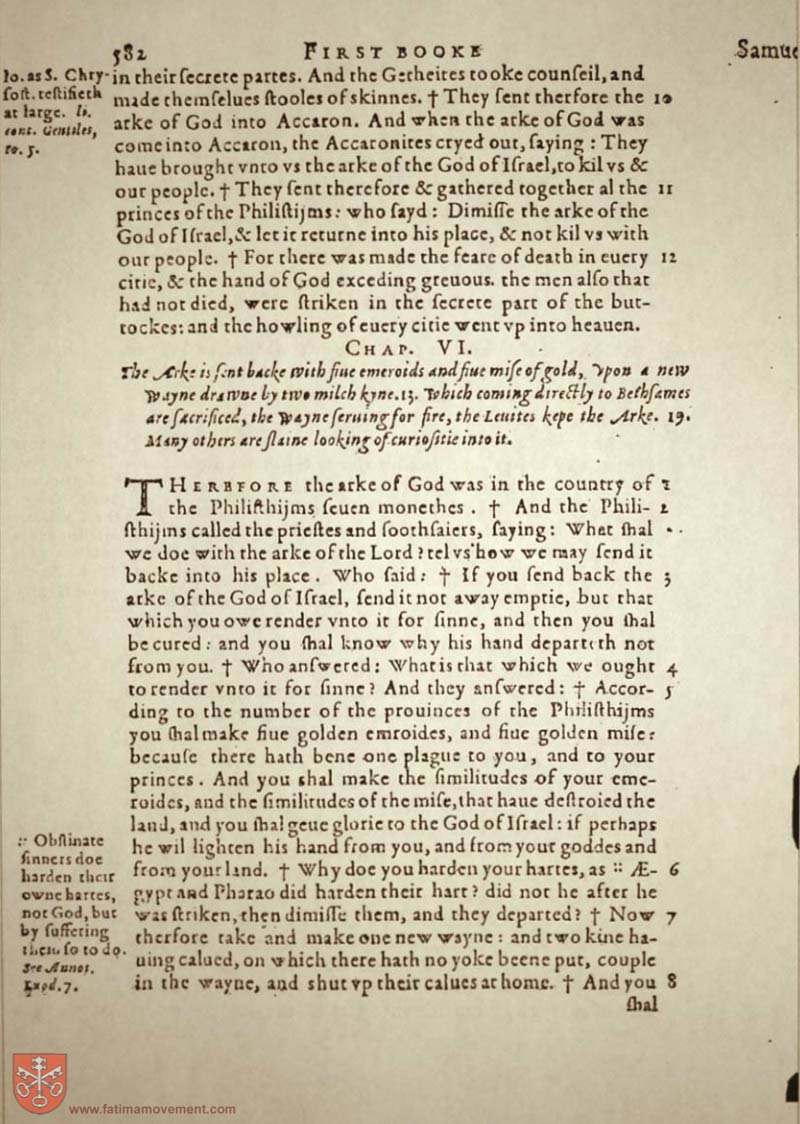 582 FIRST BOOKE Samue
Io. as S. Chry-
sost. testifieth
at large. li.
cont. Gentiles,
to. 5.
in their secrete partes. And the Getheites tooke counseil, and
made themselues stooles of skinnes. † They sent therfore the 10
arke of God into Accaron. And when the arke of God was
come into Accaron, the Accaronites cryed out, saying : They
haue brought vnto vs the arke of the God of Israel, to kil vs &
our people. † They sent therefore & gathered together al the 11
princes of the Philistijms: who sayd : Dimisse the arke of the
God of Israel, & let it returne into his place, & not kil vs with
our people. † For there was made the feare of death in euery 12
citie, & the hand of God exceding greuous. the men also that
had not died, were striken in the secrete part of the but-
tockes: and the howling of euery citie went vp into heauen.
CHAP. VI.
The Arke is sent backe with fiue emeroids and fiue mise of gold, vpon a new
wayne drawne by two milch kyne. 13. Which coming directly to Bethsames
are sacrificed, the wayne seruing for fire, the Leuites kepe the Arke. 19.
Many others are slaine looking of curiositie into it.
THEREFORE the arke of God was in the country of 1
the Philisthijms seuen monethes . † And the Phili- 2
sthijms called the priestes and soothsaiers, saying : What shal
we doe with the arke of the Lord ? tel vs how we may send it
backe into his place . Who said : † If you send back the 3
arke of the God of Israel, send it not away emptie, but that
which you owe render vnto it for sinne, and then you shal
be cured : and you shal know why his hand departeth not
from you. † Who answered : What is that which we ought 4
to render vnto it for sinne ? And they answered : † Accor- 5
ding to the number of the prouinces of the Philisthijms
you shal make fiue golden emroides, and fiue golden mise :
because there hath bene one plague to you, and to your
princes . And you shal make the similitudes of your eme-
roides, and the similitudes of the mise, that haue destroied the
land, and you shal geue glorie to the God of Israel : if perhaps
he wil lighten his hand from you, and from your goddes and
from your land. † Why doe you harden your hartes, as :: Æ- 6
gypt and Pharao did harden their hart ? did not he after he
was striken, then dimisse them, and they departed ? † Now 7
therfore take and make one new wayne : and two kine ha-
uing calued, on which there hath no yoke beene put, couple
in the wayne, and shut vp their calues at home. † And you 8
shal
:: Obstinate
sinners doe
harden their
owne hartes,
not God, but
by suffering
them so to do.
See Annot.
Exod. 7.
www.fatimamovement.com